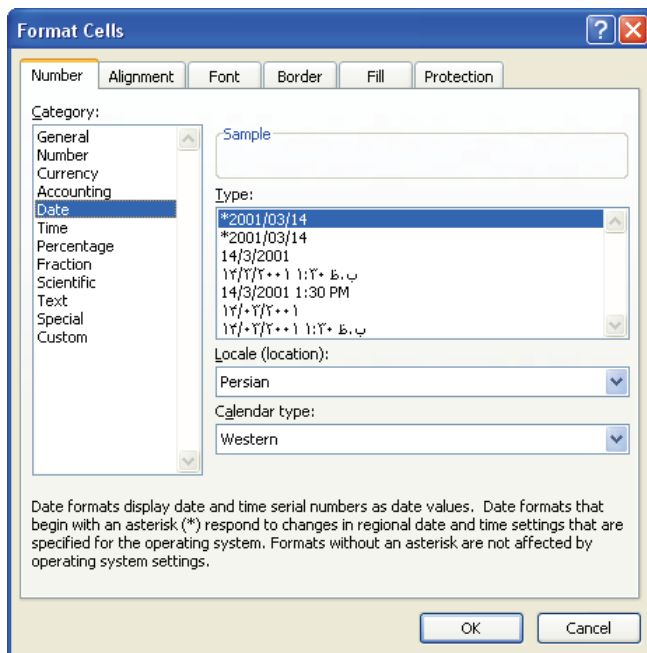 Format Cells
Number Alignment Font Border Fill Protection
Category:
General
Number
Currency
Accounting
Date
Time
Percentage
Fraction
Scientific
Text
Special
Custom
Sample
Type:
*2001/03/14
*2001/03/14
14/3/2001
۱۴/۳/۲۰۰۱ ۱:۳۰ ب.ظ
14/3/2001 1:30 PM
۱۴/۰۳/۲۰۰۱
۱۴/۰۳/۲۰۰۱ ۱:۳۰ ب.ظ
Locale (location):
Persian
Calendar type:
Western
Date formats display date and time serial numbers as date values. Date formats that
begin with an asterisk (*) respond to changes in regional date and time settings that are
specified for the operating system. Formats without an asterisk are not affected by
operating system settings.
OK Cancel